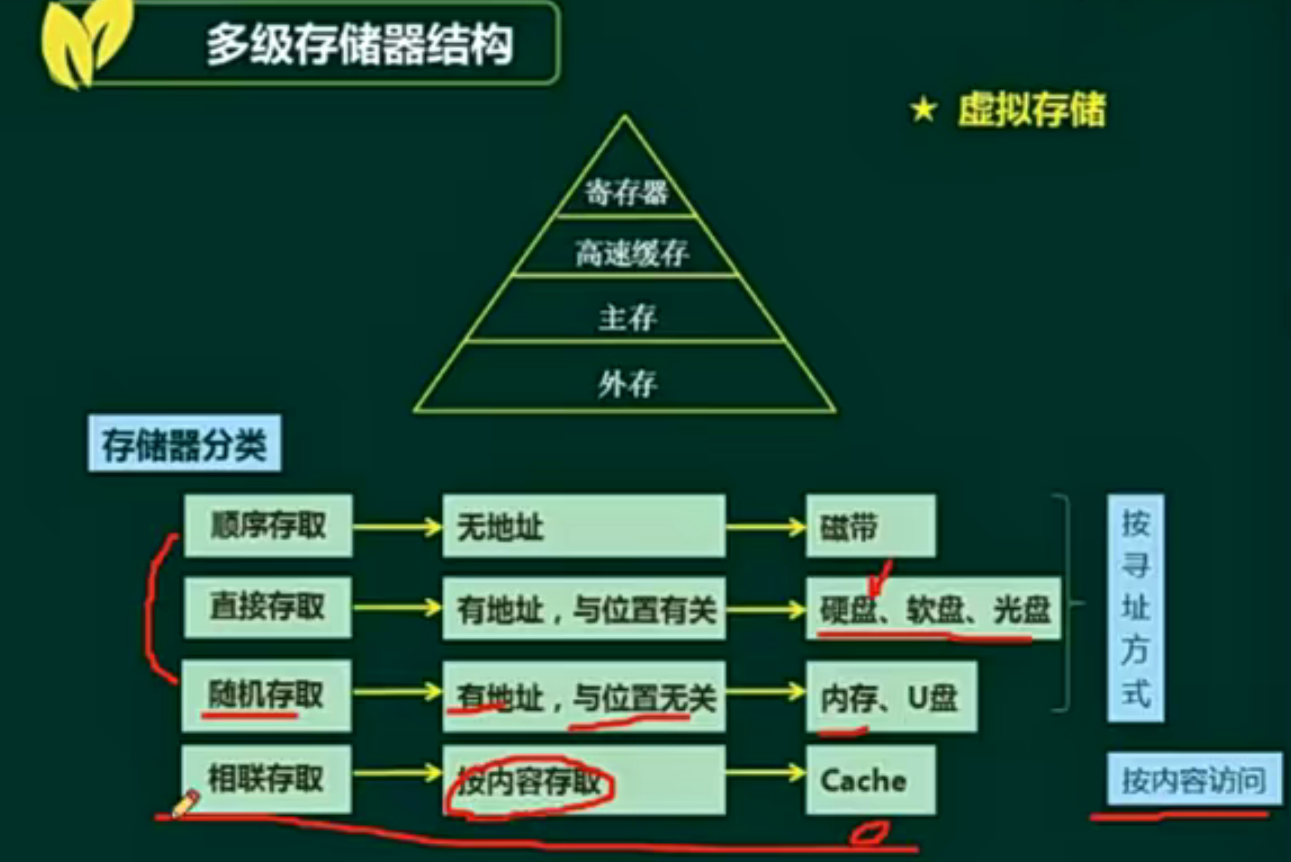 多级存储器结构
★ 虚拟存储
寄存器
高速缓存
主存
外存
存储器分类
顺序存取
无地址
磁带
直接存取
有地址，与位置有关
硬盘、软盘、光盘
随机存取
有地址，与位置无关
内存、U盘
相联存取
按内容存取
Cache
按寻址方式
按内容访问